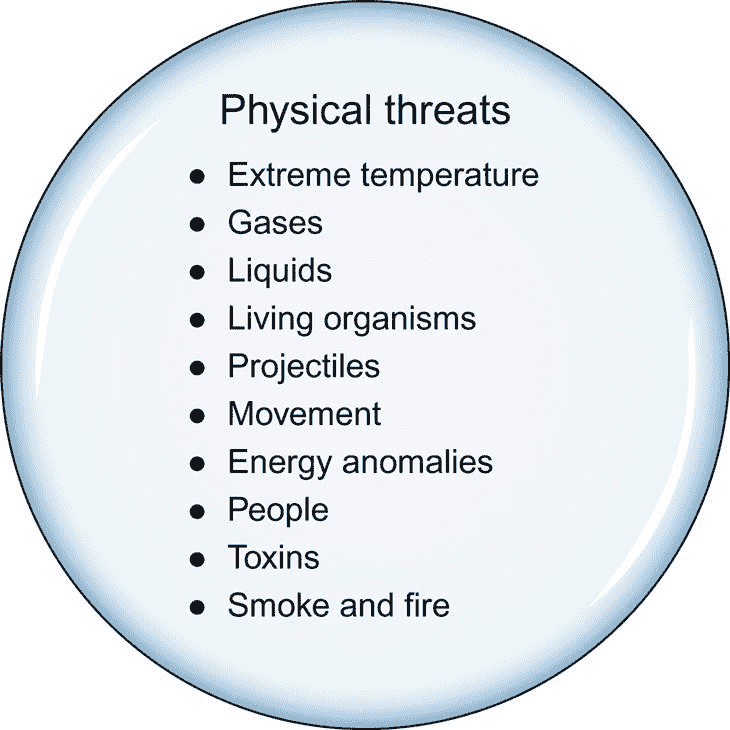 Physical threats
● Extreme temperature
● Gases
● Liquids
● Living organisms
● Projectiles
● Movement
● Energy anomalies
● People
● Toxins
● Smoke and fire